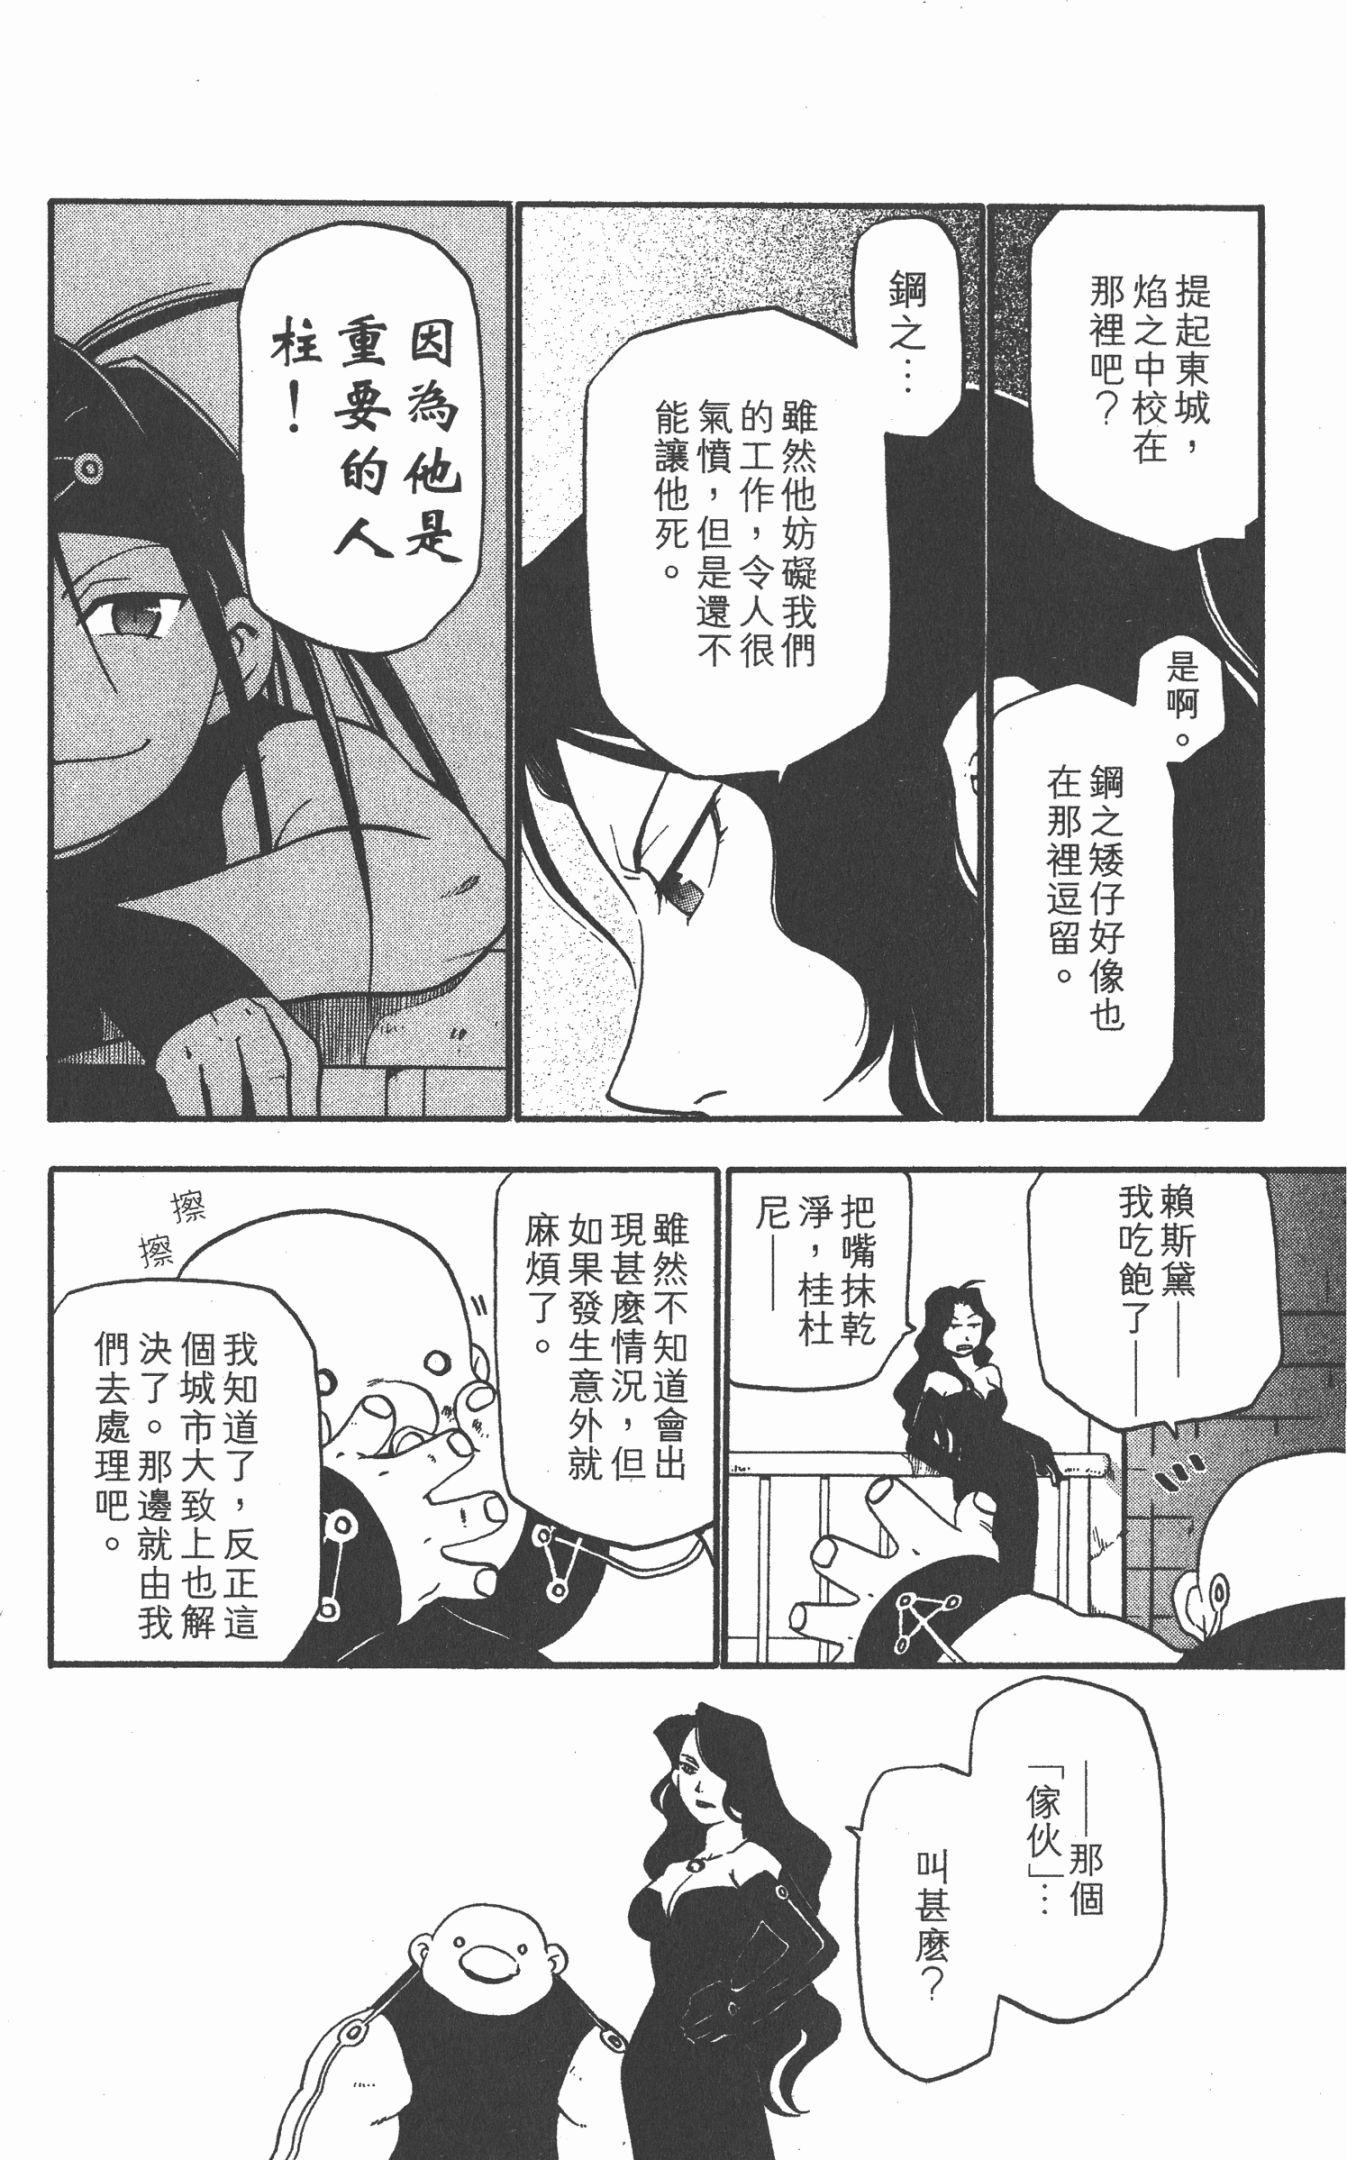 提起東城，
焰之中校在
那裡吧？
是啊。
鋼之矮仔好像也
在那裡逗留。
鋼之…
雖然他妨礙我們
的工作，令人很
氣憤，但是還不
能讓他死。
因為他是
重要的人
柱！
賴斯黛──
我吃飽了──
把嘴抹乾
淨，桂杜
尼──
雖然不知道會出
現甚麼情況，但
如果發生意外就
麻煩了。
擦
擦
我知道了，反正這
個城市大致上也解
決了。那邊就由我
們去處理吧。
──那個
「傢伙」…
叫甚麼？